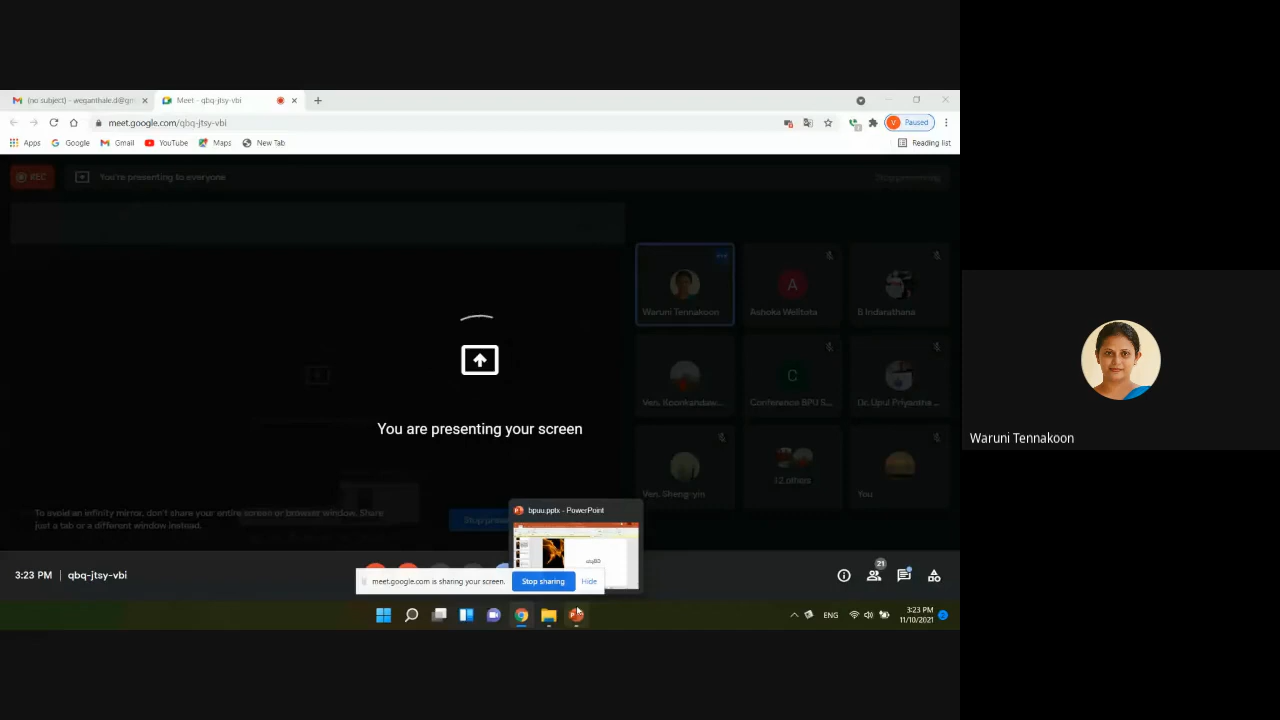 (no subject) - weganthale.d@gm
Meet - qbq-jtsy-vbi
meet.google.com/qbq-jtsy-vbi
Paused
Apps
Google
Gmail
YouTube
Maps
New Tab
Reading list
REC
You're presenting to everyone
Stop presenting
Waruni Tennakoon
A
Ashoka Welitota
B Indarathana
You are presenting your screen
C
Conference BPU S...
Dr.Upul Priyantha ...
Ven. Sheng-yin
12 others
You
Waruni Tennakoon
To avoid an infinity mirror, don't share your entire screen or browser window. Share
just a tab or a different window instead.
bpuu.pptx - PowerPoint
3:23 PM | qbq-jtsy-vbi
meet.google.com is sharing your screen.
Stop sharing
Hide
21
ENG
3:23 PM
11/10/2021
2